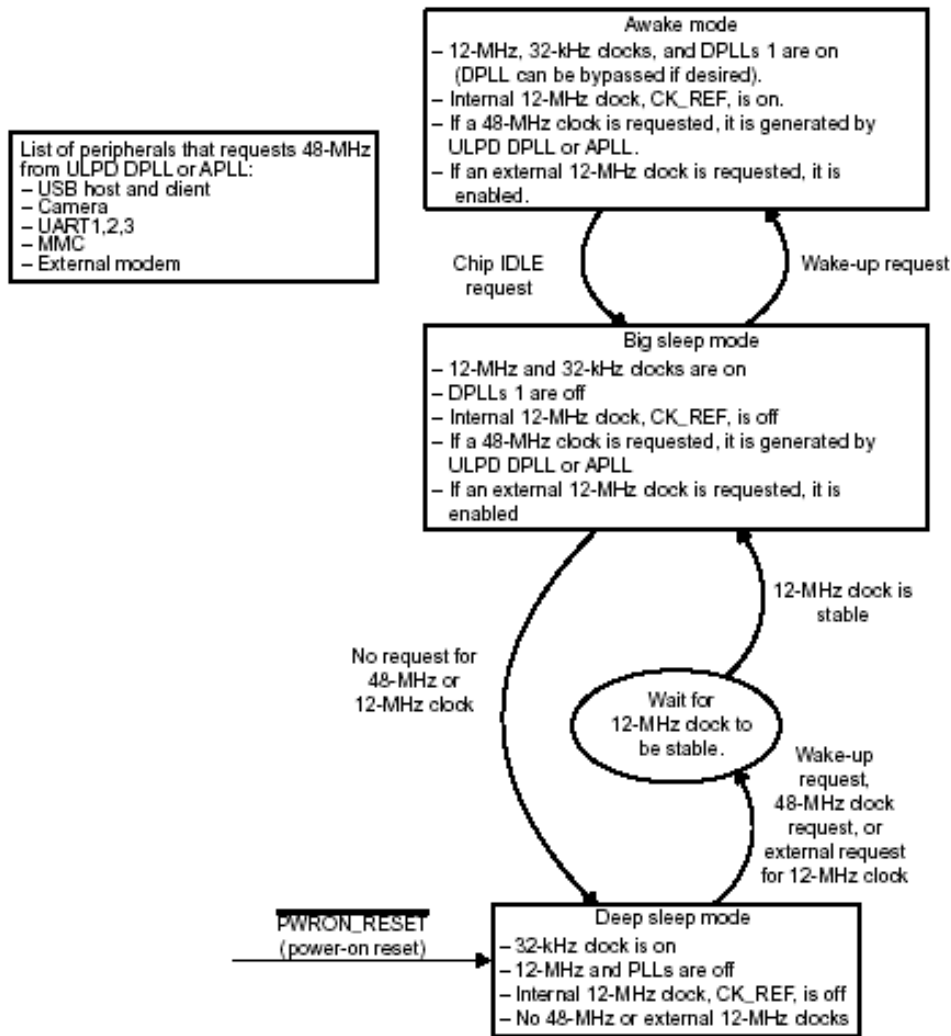 Awake mode
– 12-MHz, 32-kHz clocks, and DPLLs 1 are on
(DPLL can be bypassed if desired).
– Internal 12-MHz clock, CK_REF, is on.
– If a 48-MHz clock is requested, it is generated by
ULPD DPLL or APLL.
– If an external 12-MHz clock is requested, it is
enabled.
List of peripherals that requests 48-MHz
from ULPD DPLL or APLL:
– USB host and client
– Camera
– UART1,2,3
– MMC
– External modem
Chip IDLE
request
Wake-up request
Big sleep mode
– 12-MHz and 32-kHz clocks are on
– DPLLs 1 are off
– Internal 12-MHz clock, CK_REF, is off
– If a 48-MHz clock is requested, it is generated by
ULPD DPLL or APLL
– If an external 12-MHz clock is requested, it is
enabled
12-MHz clock is
stable
No request for
48-MHz or
12-MHz clock
Wait for
12-MHz clock to
be stable.
Wake-up
request,
48-MHz clock
request, or
external request
for 12-MHz clock
PWRON_RESET
(power-on reset)
Deep sleep mode
– 32-kHz clock is on
– 12-MHz and PLLs are off
– Internal 12-MHz clock, CK_REF, is off
– No 48-MHz or external 12-MHz clocks